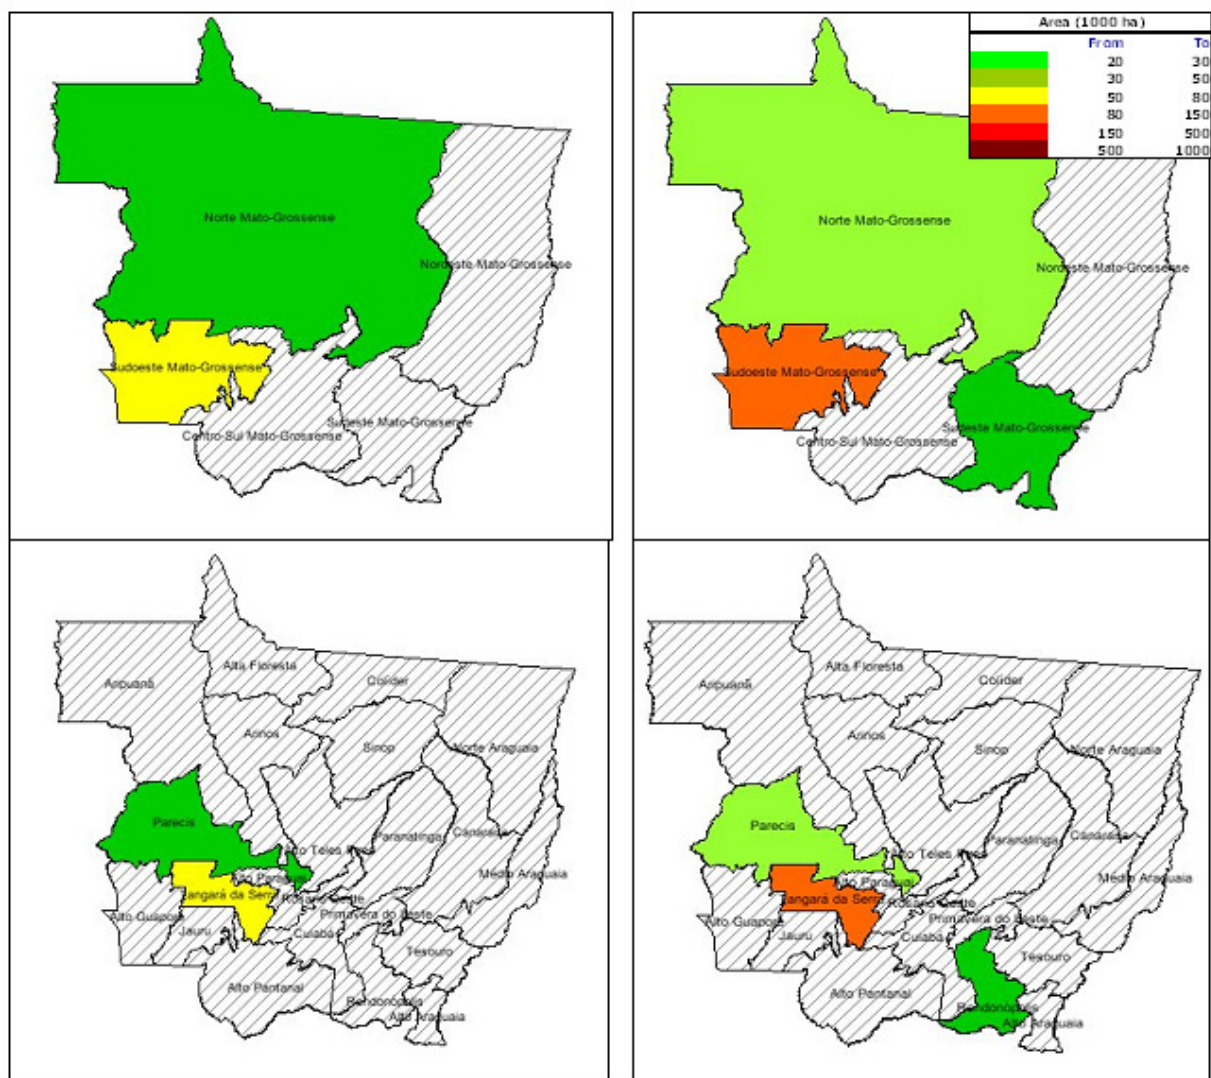 Area (1000 ha)
From To
20 30
30 50
50 80
80 150
150 500
500 1000
Norte Mato-Grossense
Nordeste Mato-Grossense
Sudoeste Mato-Grossense
Sudeste Mato-Grossense
Centro-Sul Mato-Grossense
Norte Mato-Grossense
Nordeste Mato-Grossense
Sudoeste Mato-Grossense
Sudeste Mato-Grossense
Centro-Sul Mato-Grossense
Alta Floresta
Aripuanã
Colíder
Arinos
Sinop
Norte Araguaia
Parecis
Paranatinga
Canarana
Alto Teles Pires
Médio Araguaia
Alto Paraguai
Tangará da Serra
Rosário Oeste
Alto Guaporé
Primavera do Leste
Jauru
Cuiabá
Tesouro
Alto Pantanal
Rondonópolis
Alto Araguaia
Alta Floresta
Aripuanã
Colíder
Arinos
Sinop
Norte Araguaia
Parecis
Paranatinga
Canarana
Alto Teles Pires
Médio Araguaia
Alto Paraguai
Tangará da Serra
Rosário Oeste
Alto Guaporé
Primavera do Leste
Jauru
Cuiabá
Tesouro
Alto Pantanal
Rondonópolis
Alto Araguaia